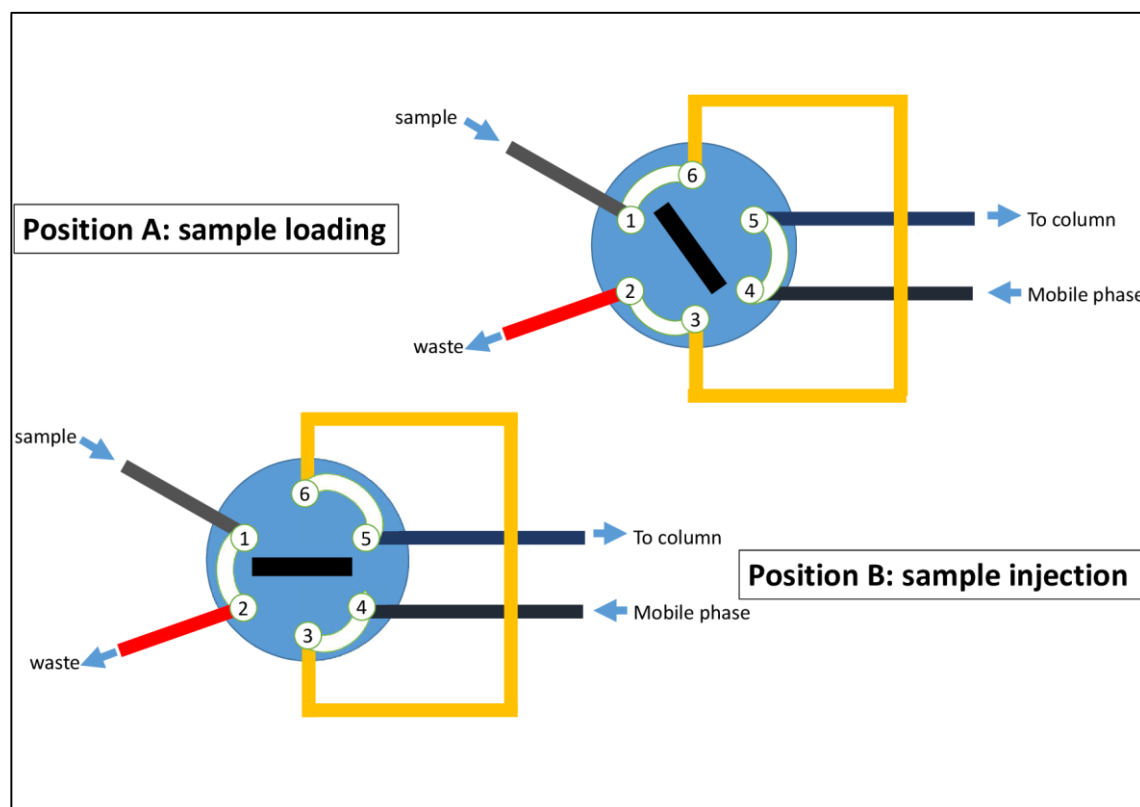 sample
6
1
5
To column
Position A: sample loading
2
4
Mobile phase
3
waste
sample
6
1
5
To column
Position B: sample injection
2
4
Mobile phase
3
waste